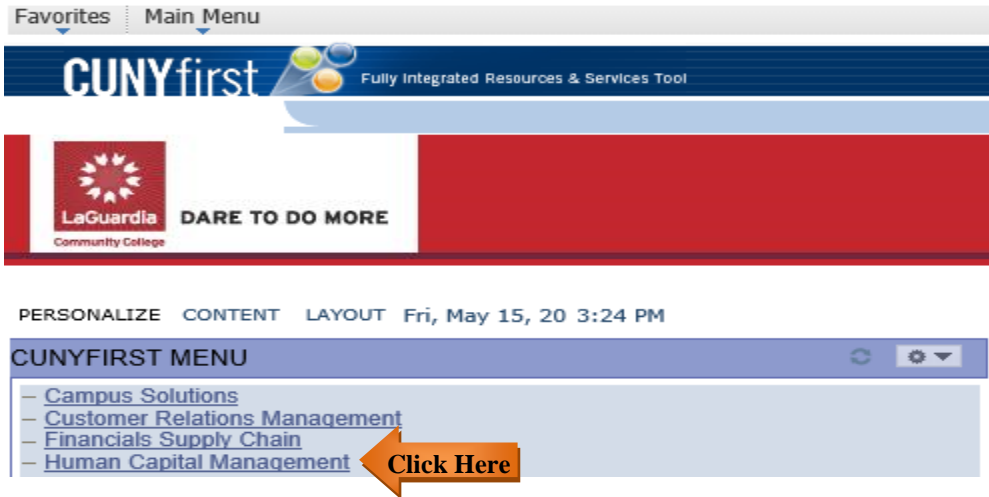 Favorites Main Menu
CUNYfirst Fully Integrated Resources & Services Tool
LaGuardia
Community College
DARE TO DO MORE
PERSONALIZE CONTENT LAYOUT Fri, May 15, 20 3:24 PM
CUNYFIRST MENU
– Campus Solutions
– Customer Relations Management
– Financials Supply Chain
– Human Capital Management Click Here